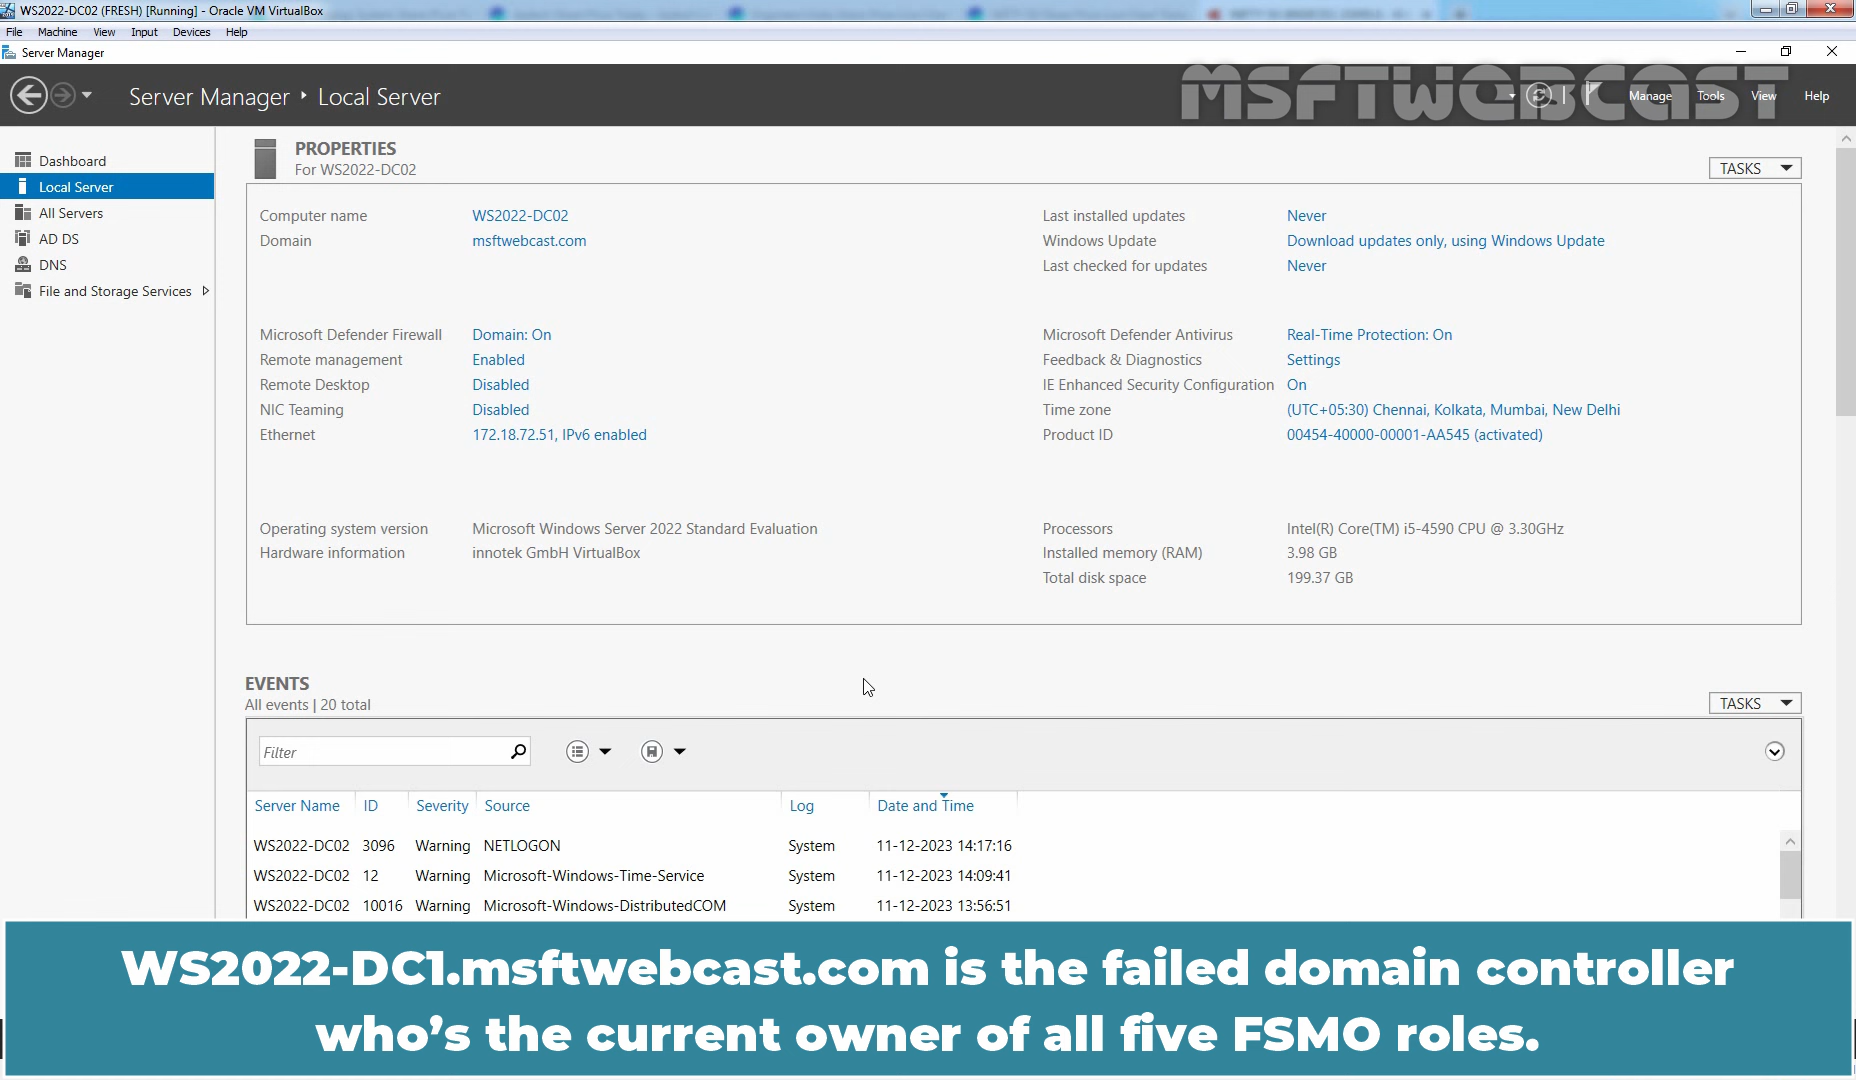 WS2022-DC02 (FRESH) [Running] - Oracle VM VirtualBox
File Machine View Input Devices Help
Server Manager
Server Manager ‣ Local Server
MSFTWEBCAST
Manage Tools View Help
Dashboard
Local Server
All Servers
AD DS
DNS
File and Storage Services
PROPERTIES
For WS2022-DC02
TASKS
Computer name WS2022-DC02
Domain msftwebcast.com
Last installed updates Never
Windows Update Download updates only, using Windows Update
Last checked for updates Never
Microsoft Defender Firewall Domain: On
Remote management Enabled
Remote Desktop Disabled
NIC Teaming Disabled
Ethernet 172.18.72.51, IPv6 enabled
Microsoft Defender Antivirus Real-Time Protection: On
Feedback & Diagnostics Settings
IE Enhanced Security Configuration On
Time zone (UTC+05:30) Chennai, Kolkata, Mumbai, New Delhi
Product ID 00454-40000-00001-AA545 (activated)
Operating system version Microsoft Windows Server 2022 Standard Evaluation
Hardware information innotek GmbH VirtualBox
Processors Intel(R) Core(TM) i5-4590 CPU @ 3.30GHz
Installed memory (RAM) 3.98 GB
Total disk space 199.37 GB
EVENTS
All events | 20 total
TASKS
Filter
Server Name ID Severity Source Log Date and Time
WS2022-DC02 3096 Warning NETLOGON System 11-12-2023 14:17:16
WS2022-DC02 12 Warning Microsoft-Windows-Time-Service System 11-12-2023 14:09:41
WS2022-DC02 10016 Warning Microsoft-Windows-DistributedCOM System 11-12-2023 13:56:51
WS2022-DC1.msftwebcast.com is the failed domain controller
who’s the current owner of all five FSMO roles.